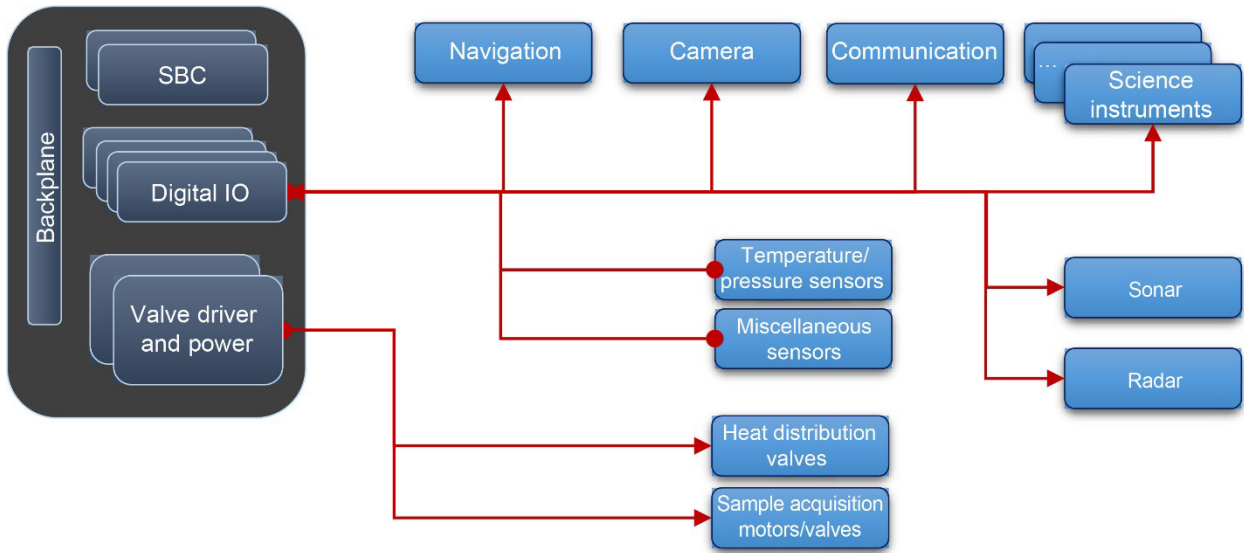 SBC
Backplane
Digital IO
Valve driver
and power
Navigation
Camera
Communication
...
Science
instruments
Temperature/
pressure sensors
Miscellaneous
sensors
Sonar
Radar
Heat distribution
valves
Sample acquisition
motors/valves